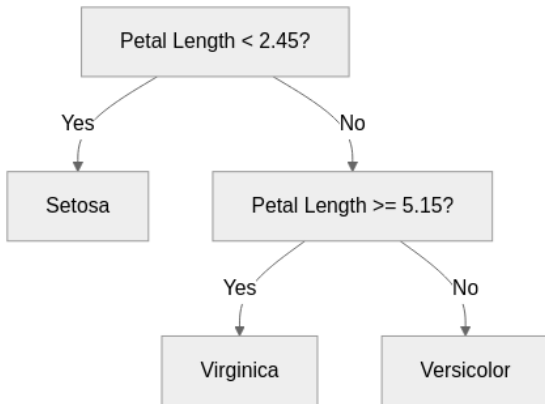 Petal Length < 2.45?
Yes
No
Setosa
Petal Length >= 5.15?
Yes
No
Virginica
Versicolor